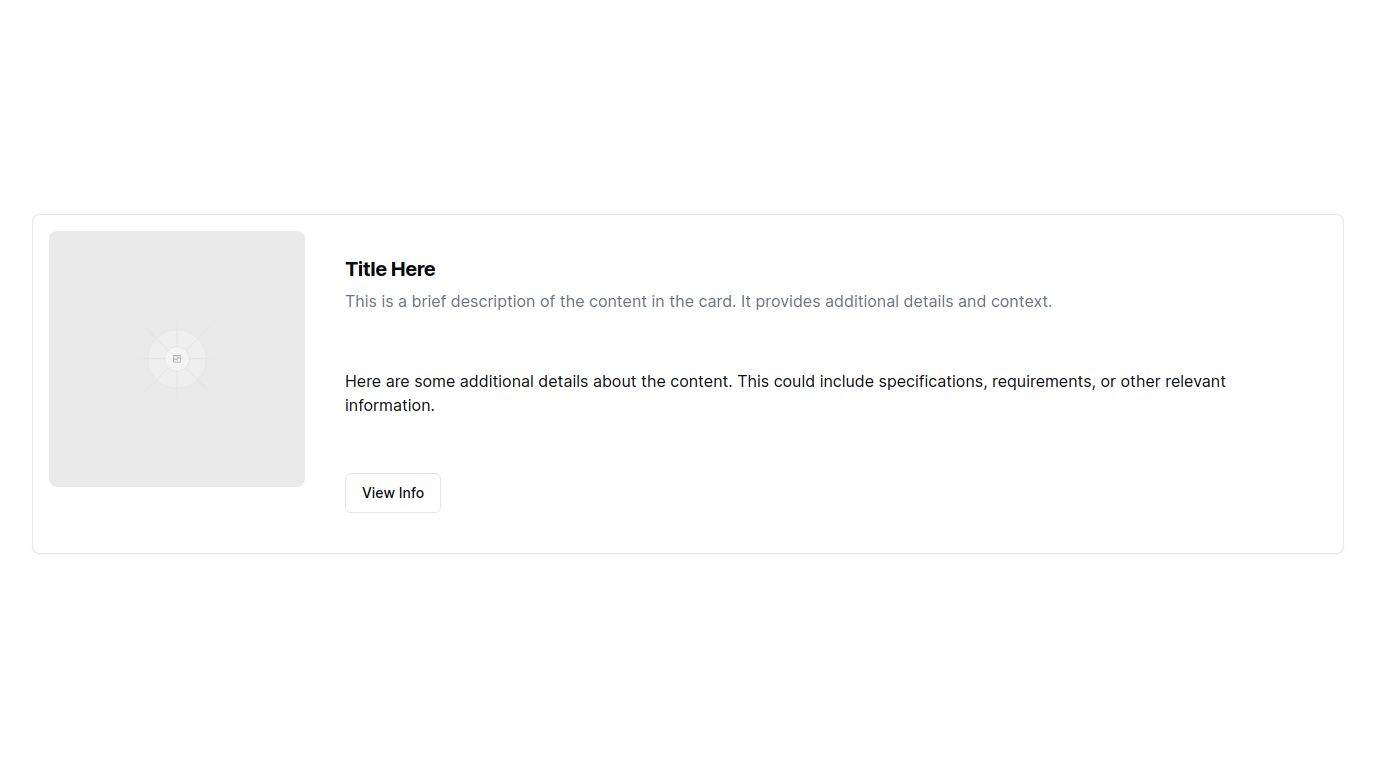 Title Here
This is a brief description of the content in the card. It provides additional details and context.
Here are some additional details about the content. This could include specifications, requirements, or other relevant
information.
View Info